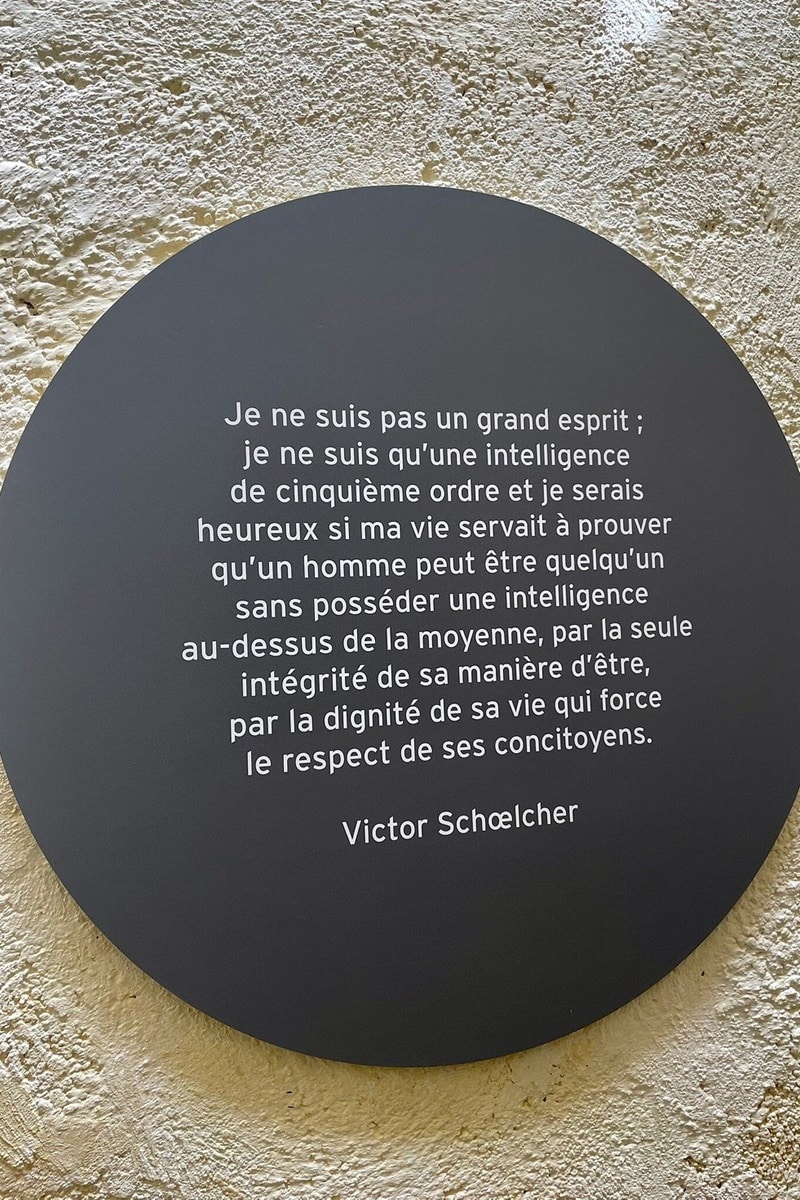 Je ne suis pas un grand esprit ;
je ne suis qu’une intelligence
de cinquième ordre et je serais
heureux si ma vie servait à prouver
qu’un homme peut être quelqu’un
sans posséder une intelligence
au-dessus de la moyenne, par la seule
intégrité de sa manière d’être,
par la dignité de sa vie qui force
le respect de ses concitoyens.
Victor Schœlcher